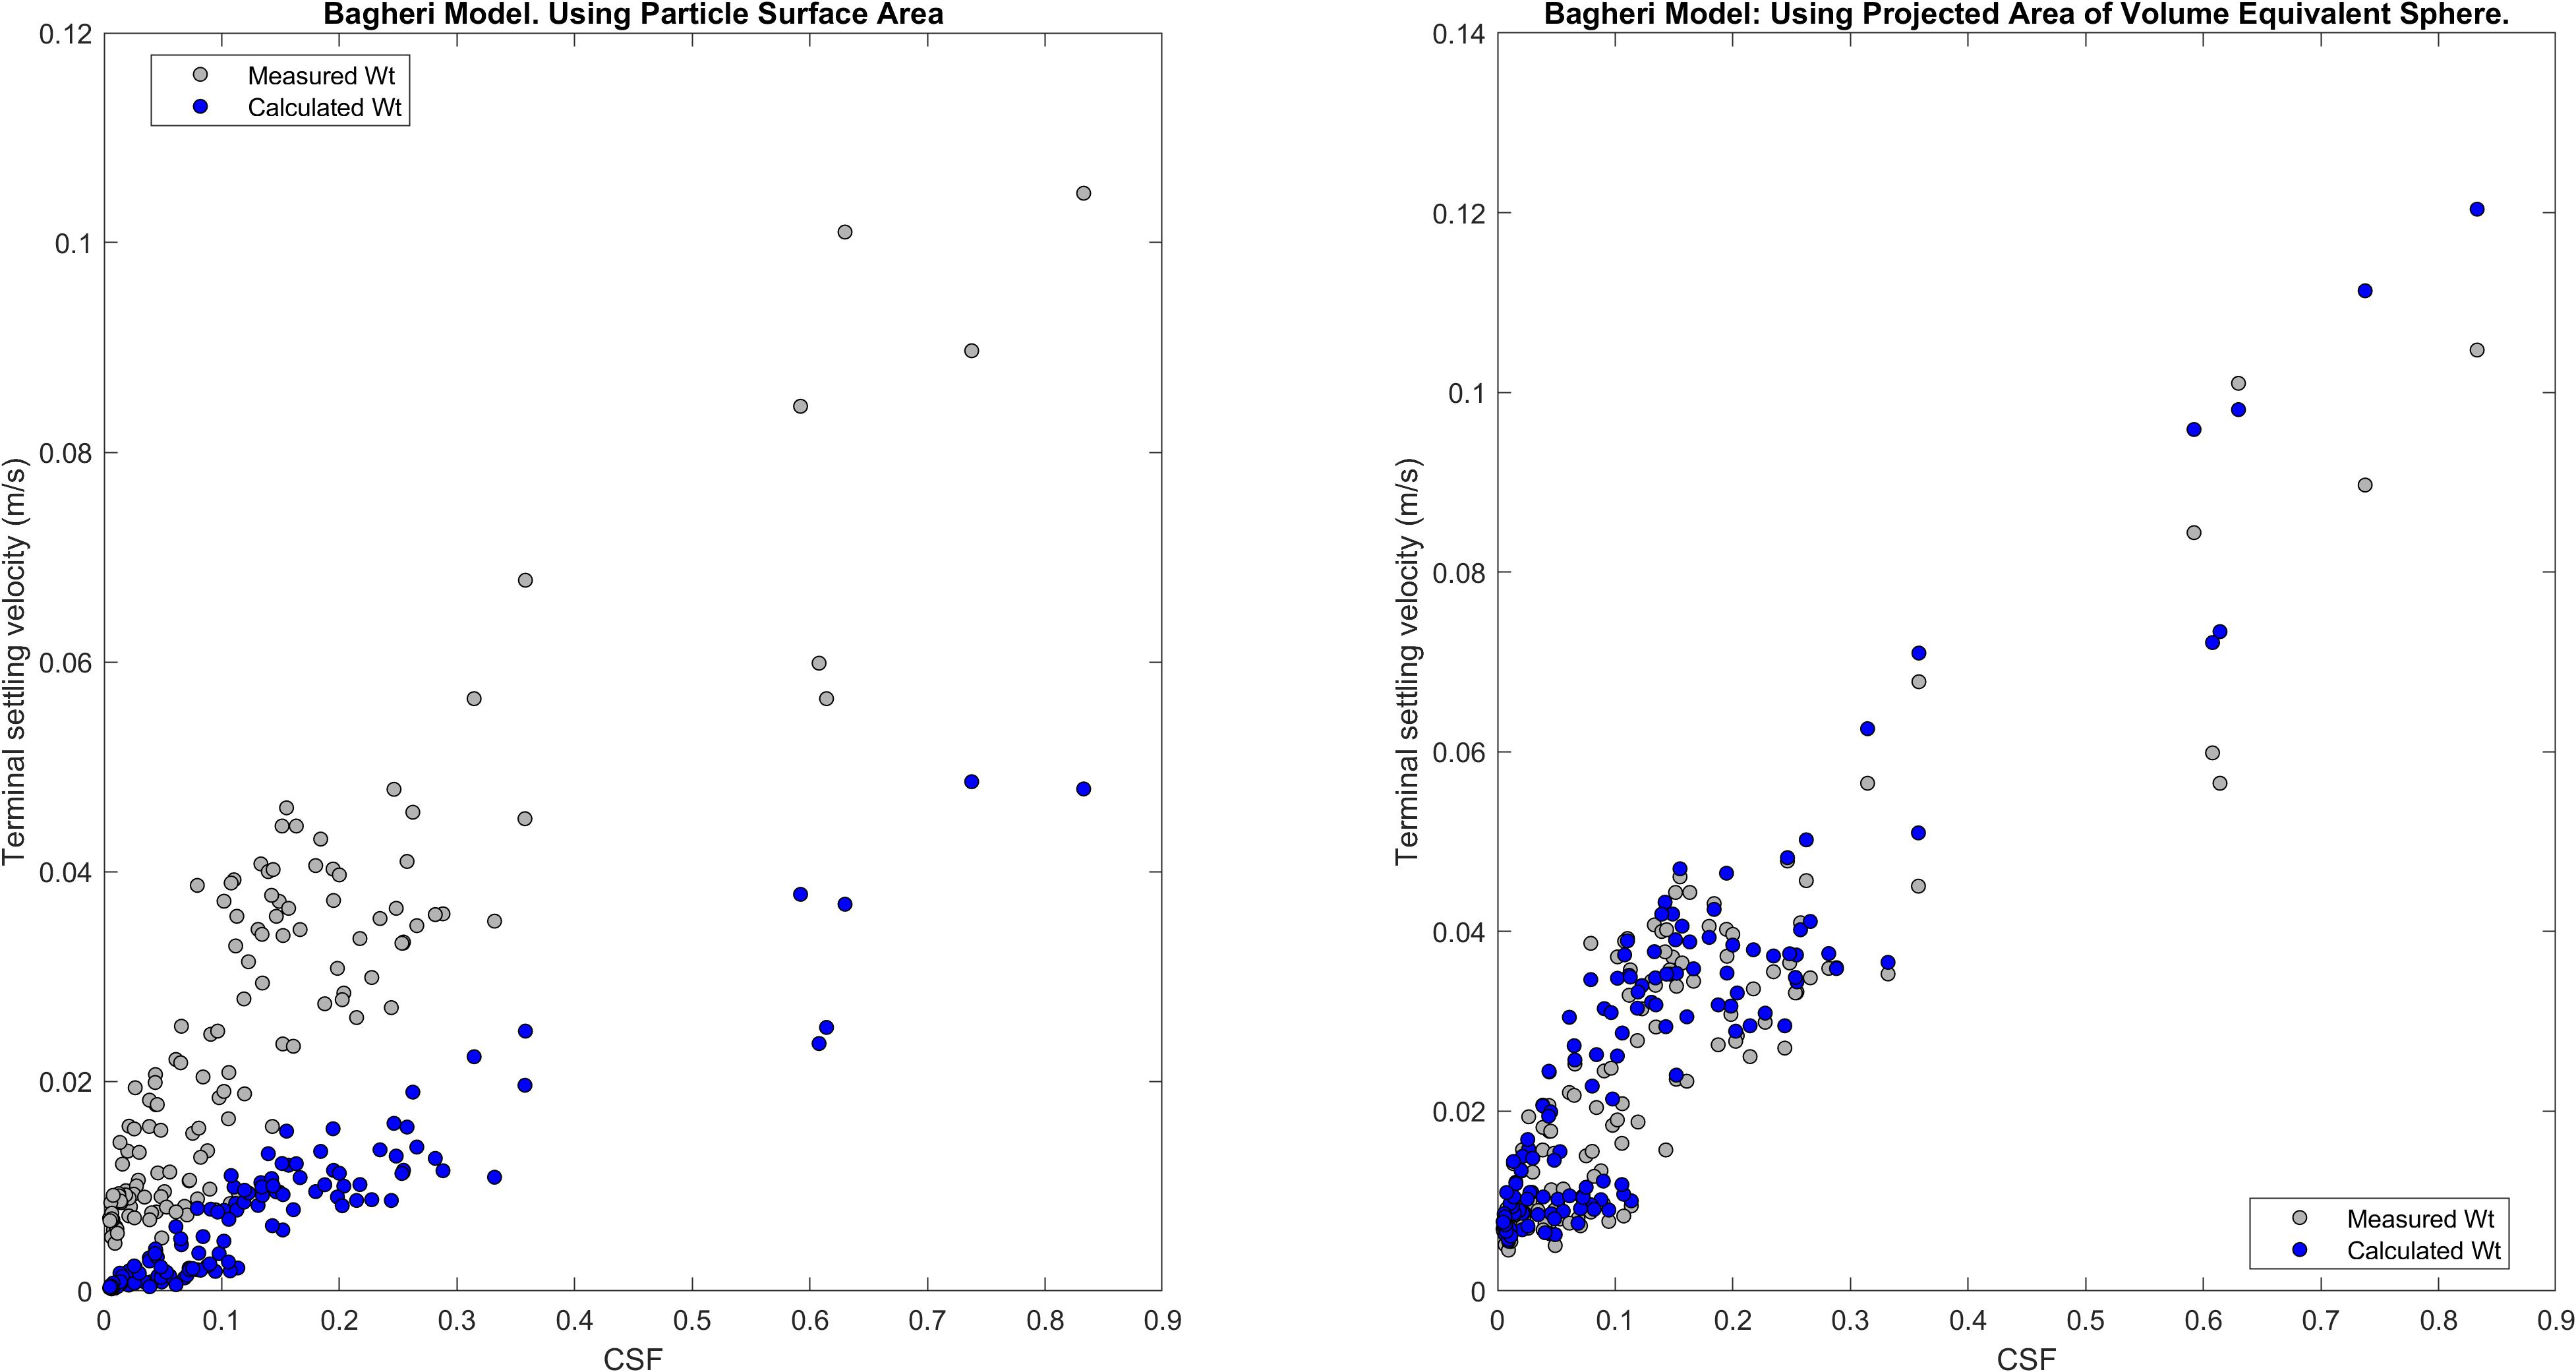 Bagheri Model. Using Particle Surface Area
0.12
0.1
0.08
0.06
0.04
0.02
0
Terminal settling velocity (m/s)
Measured Wt
Calculated Wt
0 0.1 0.2 0.3 0.4 0.5 0.6 0.7 0.8 0.9
CSF
Bagheri Model: Using Projected Area of Volume Equivalent Sphere.
0.14
0.12
0.1
0.08
0.06
0.04
0.02
0
Terminal settling velocity (m/s)
Measured Wt
Calculated Wt
0 0.1 0.2 0.3 0.4 0.5 0.6 0.7 0.8 0.9
CSF